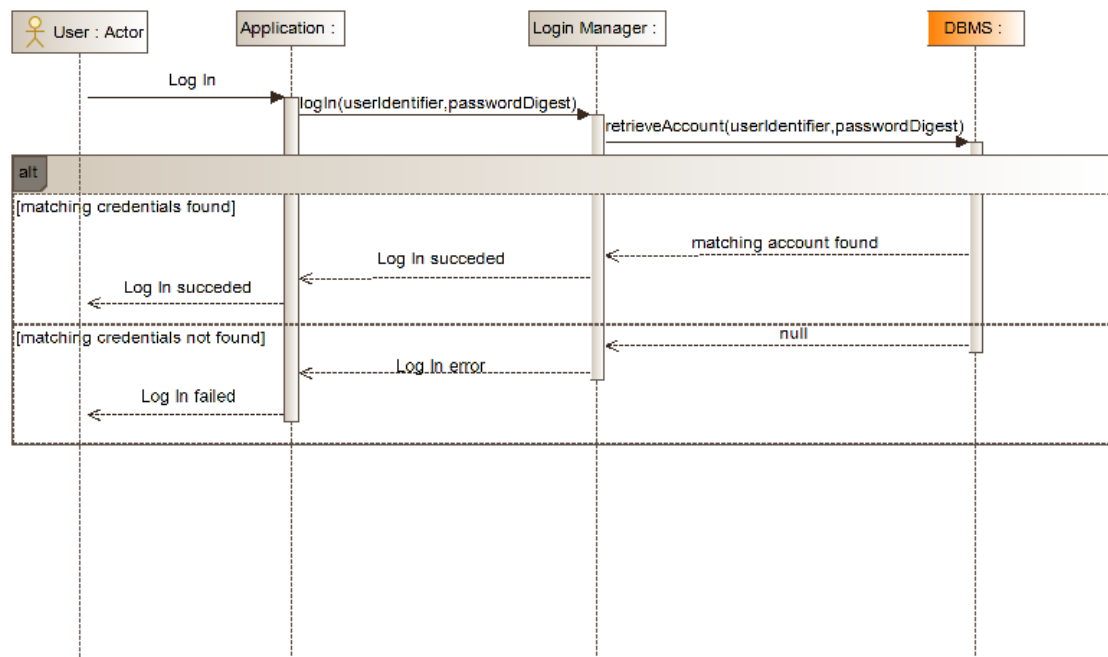 User : Actor
Application :
Login Manager :
DBMS :
Log In
logIn(userIdentifier,passwordDigest)
retrieveAccount(userIdentifier,passwordDigest)
alt
[matching credentials found]
matching account found
Log In succeded
Log In succeded
[matching credentials not found]
null
Log In error
Log In failed